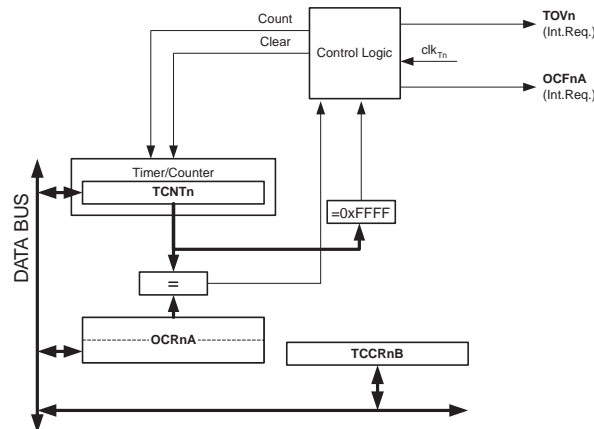 Count
TOVn
(Int.Req.)
Clear
Control Logic
clkTn
OCFnA
(Int.Req.)
Timer/Counter
TCNTn
=0xFFFF
DATA BUS
=
OCRnA
TCCRnB